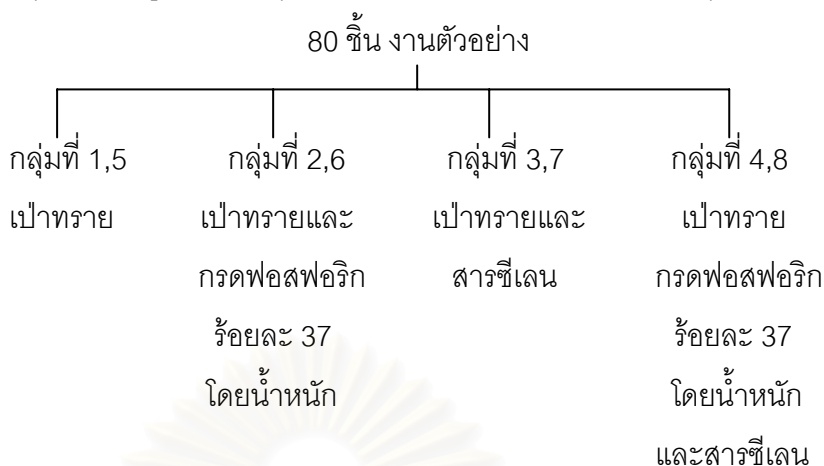 80 ชิ้น งานตัวอย่าง
กลุ่มที่ 1,5
เป่าทราย
กลุ่มที่ 2,6
เป่าทรายและ
กรดฟอสฟอริก
ร้อยละ 37
โดยน้ำหนัก
กลุ่มที่ 3,7
เป่าทรายและ
สารซีเลน
กลุ่มที่ 4,8
เป่าทราย
กรดฟอสฟอริก
ร้อยละ 37
โดยน้ำหนัก
และสารซีเลน